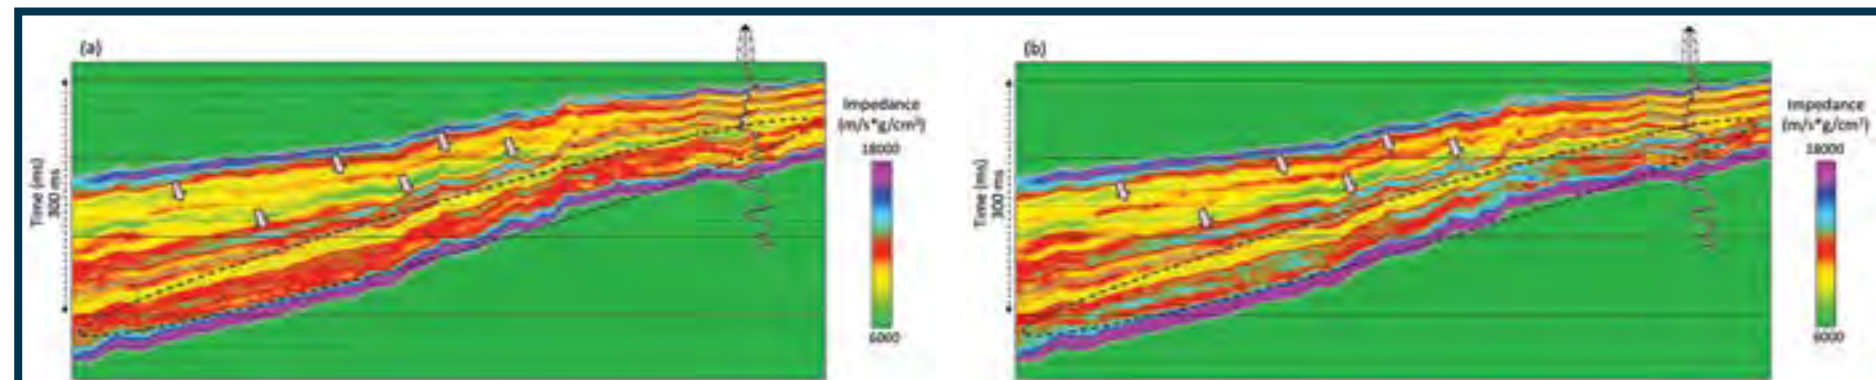 (a)
Time (ms)
300 ms
Impedance
(m/s*g/cm³)
18000
6000
(b)
Time (ms)
300 ms
Impedance
(m/s*g/cm³)
18000
6000